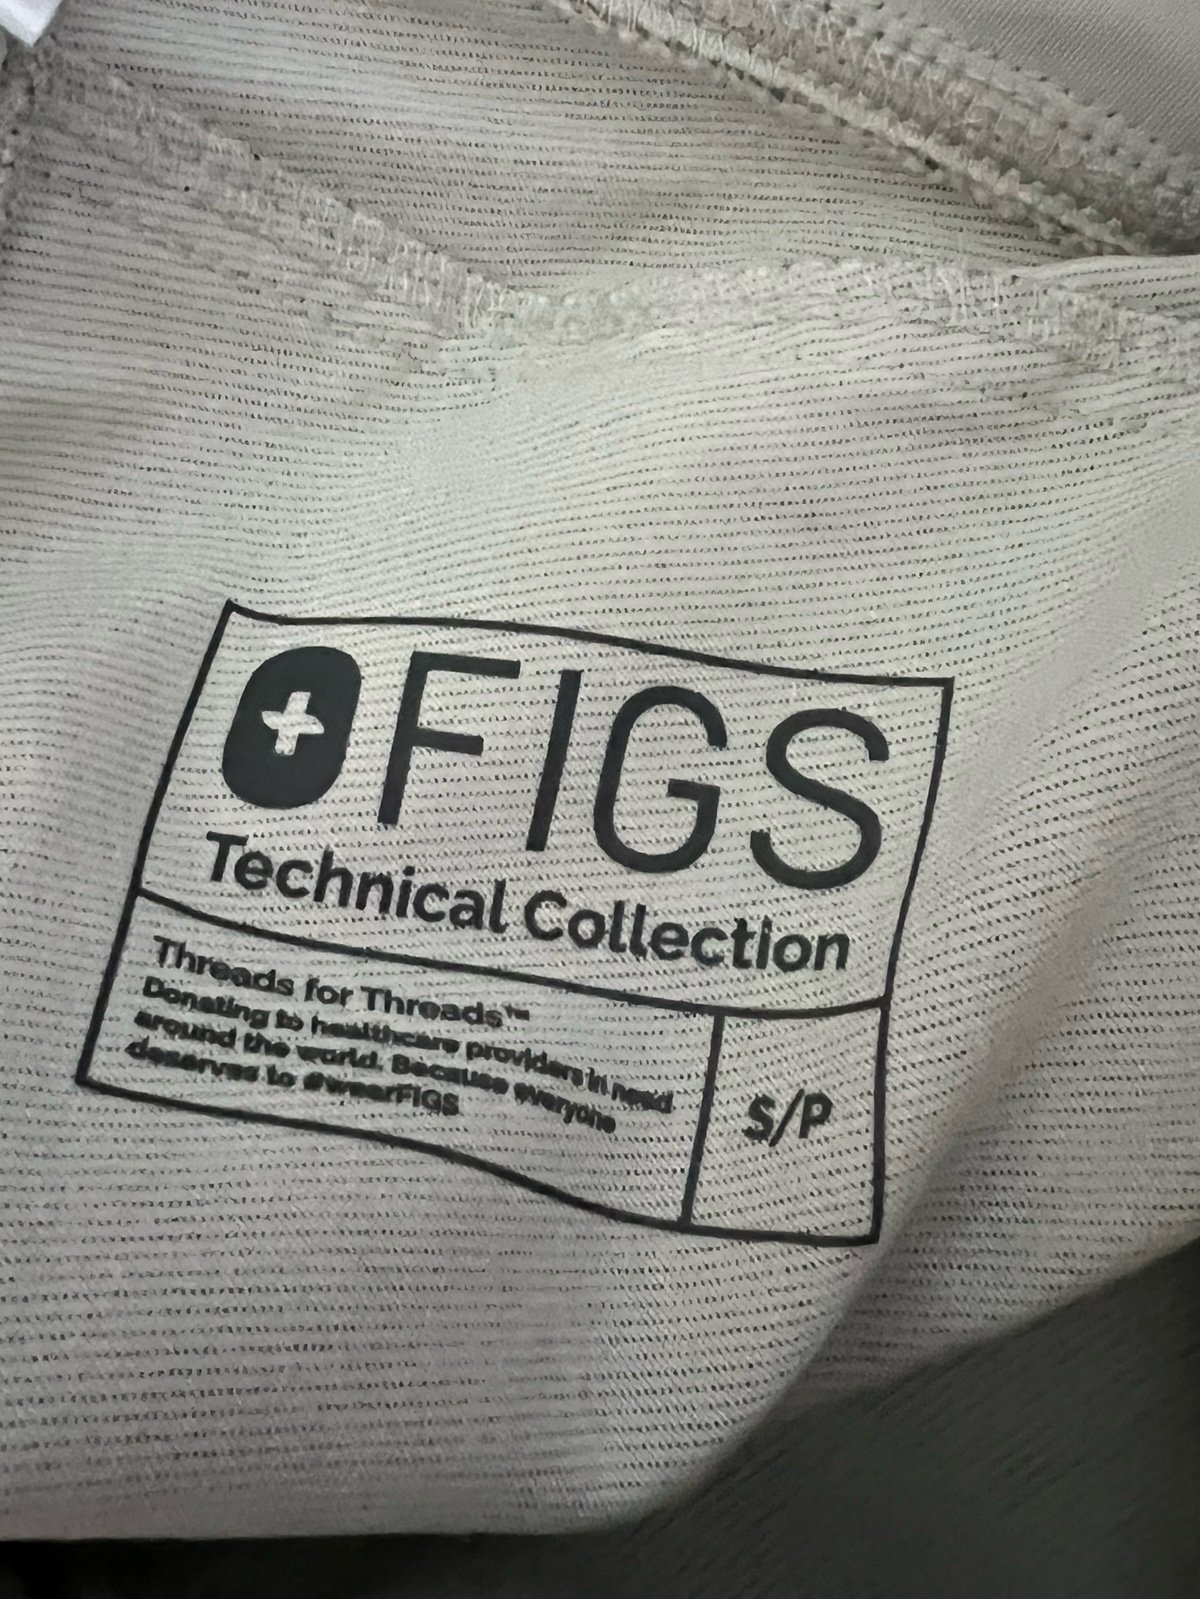 FIGS
Technical Collection
Threads for Threads™
Donating to healthcare providers in need
around the world. Because everyone
deserves to #wearFIGS
S/P